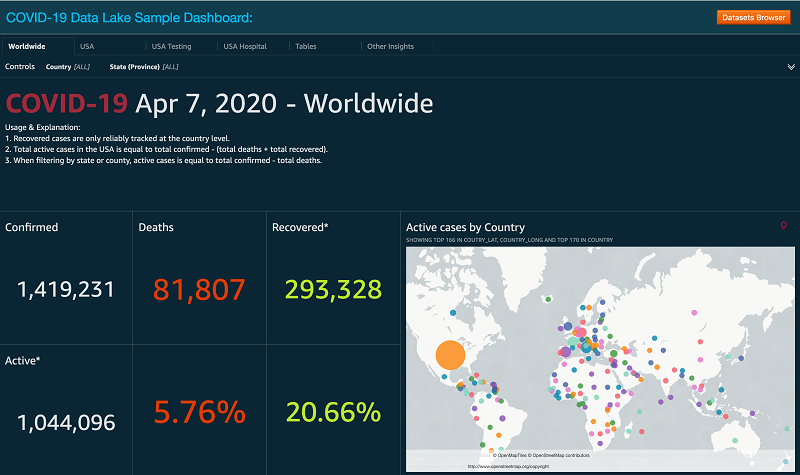 COVID-19 Data Lake Sample Dashboard:
Datasets Browser
Worldwide
USA
USA Testing
USA Hospital
Tables
Other Insights
Controls Country [ALL] State (Province) [ALL]
COVID-19 Apr 7, 2020 - Worldwide
Usage & Explanation:
1. Recovered cases are only reliably tracked at the country level.
2. Total active cases in the USA is equal to total confirmed - (total deaths + total recovered).
3. When filtering by state or county, active cases is equal to total confirmed - total deaths.
Confirmed
1,419,231
Deaths
81,807
Recovered*
293,328
Active*
1,044,096
5.76%
20.66%
Active cases by Country
SHOWING TOP 166 IN COUTRY_LAT, COUNTRY_LONG AND TOP 170 IN COUNTRY
© OpenMapTiles © OpenStreetMap contributors
http://www.openstreetmap.org/copyright